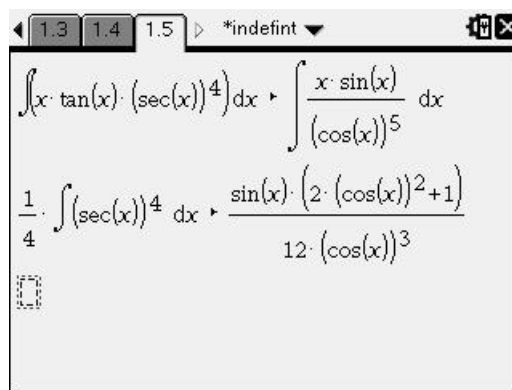 1.3 1.4 1.5 *indefint
∫(x·tan(x)·(sec(x))^4)dx ▸ ∫ x·sin(x)/(cos(x))^5 dx
1/4·∫(sec(x))^4 dx ▸ sin(x)·(2·(cos(x))^2+1)/12·(cos(x))^3